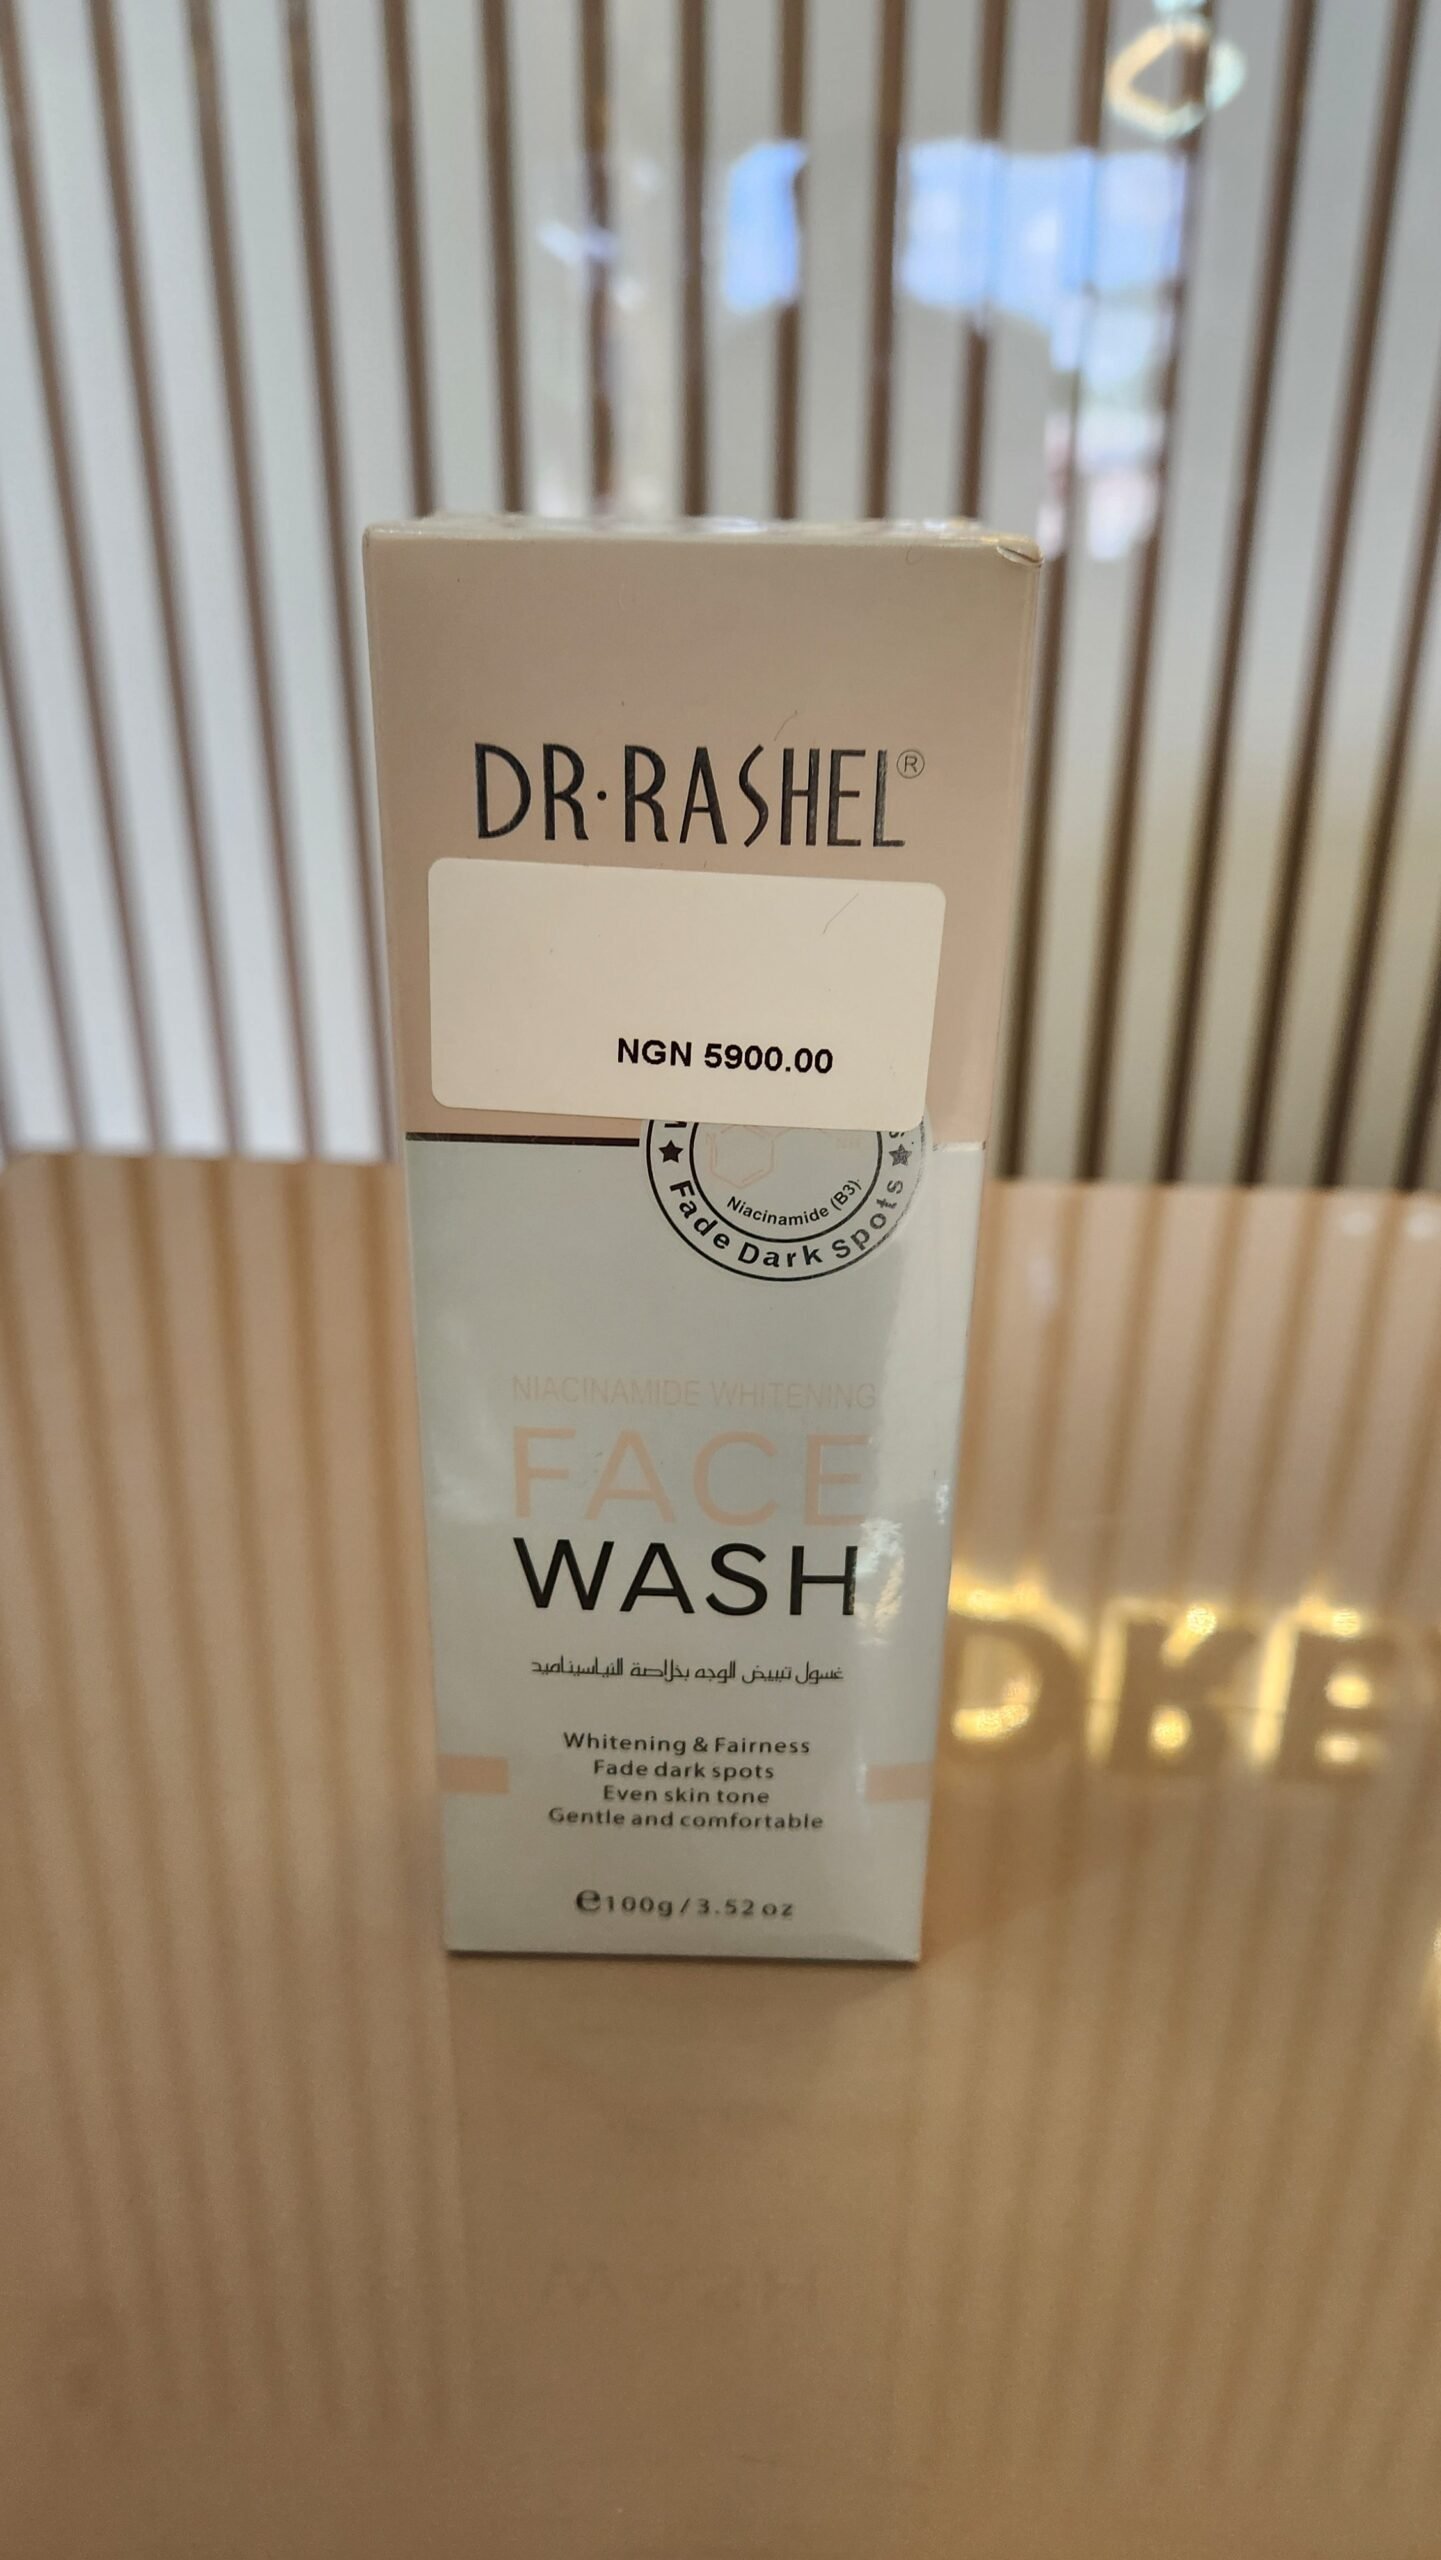 DR·RASHEL®
NGN 5900.00
Niacinamide (B3)
Fade Dark Spots
NIACINAMIDE WHITENING
FACE
WASH
غسول تبييض الوجه بخلاصة النياسيناميد
Whitening & Fairness
Fade dark spots
Even skin tone
Gentle and comfortable
℮100g/3.52 oz